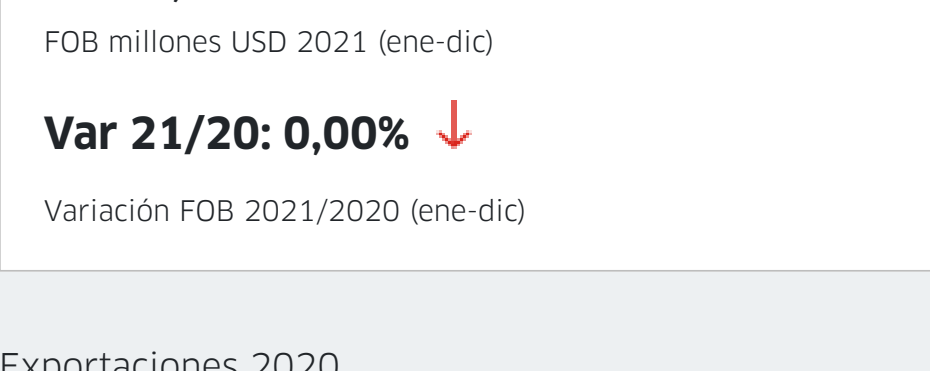 FOB millones USD 2021 (ene-dic)
Var 21/20: 0,00%
Variación FOB 2021/2020 (ene-dic)
Exportaciones 2020